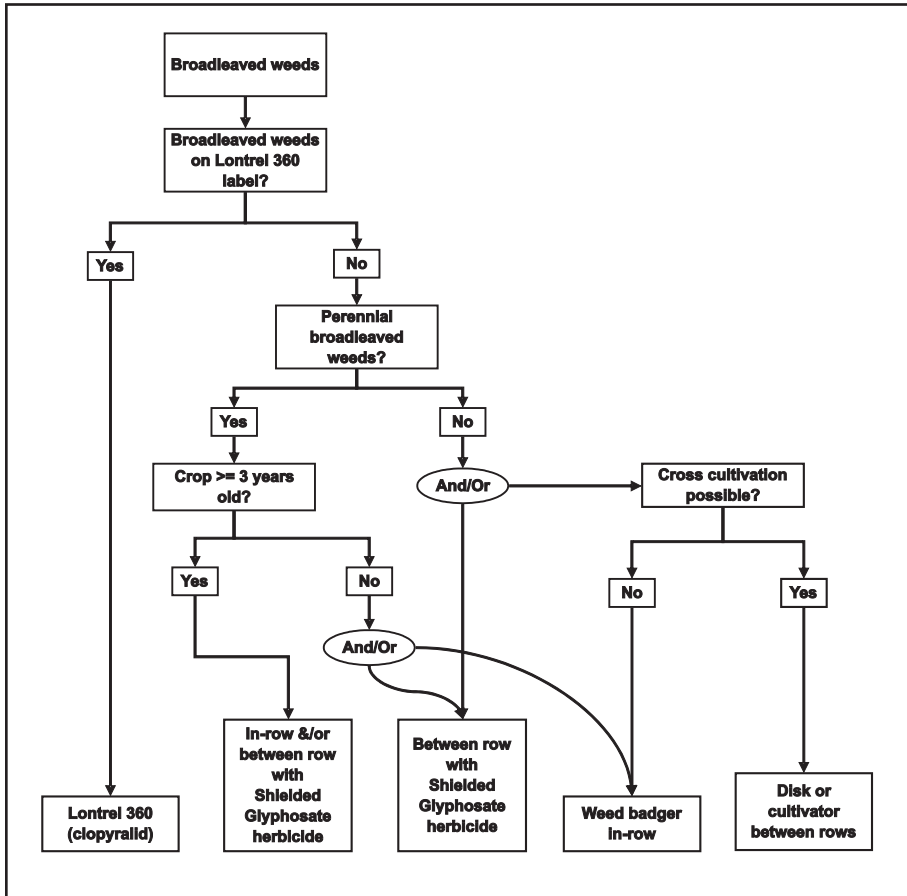 Broadleaved weeds
Broadleaved weeds
on Lontrel 360
label?
Yes
No
Perennial
broadleaved
weeds?
Yes
No
Crop >= 3 years
old?
And/Or
Cross cultivation
possible?
Yes
No
No
Yes
And/Or
In-row &/or
between row
with
Shielded
Glyphosate
herbicide
Between row
with
Shielded
Glyphosate
herbicide
Lontrel 360
(clopyralid)
Weed badger
in-row
Disk or
cultivator
between rows